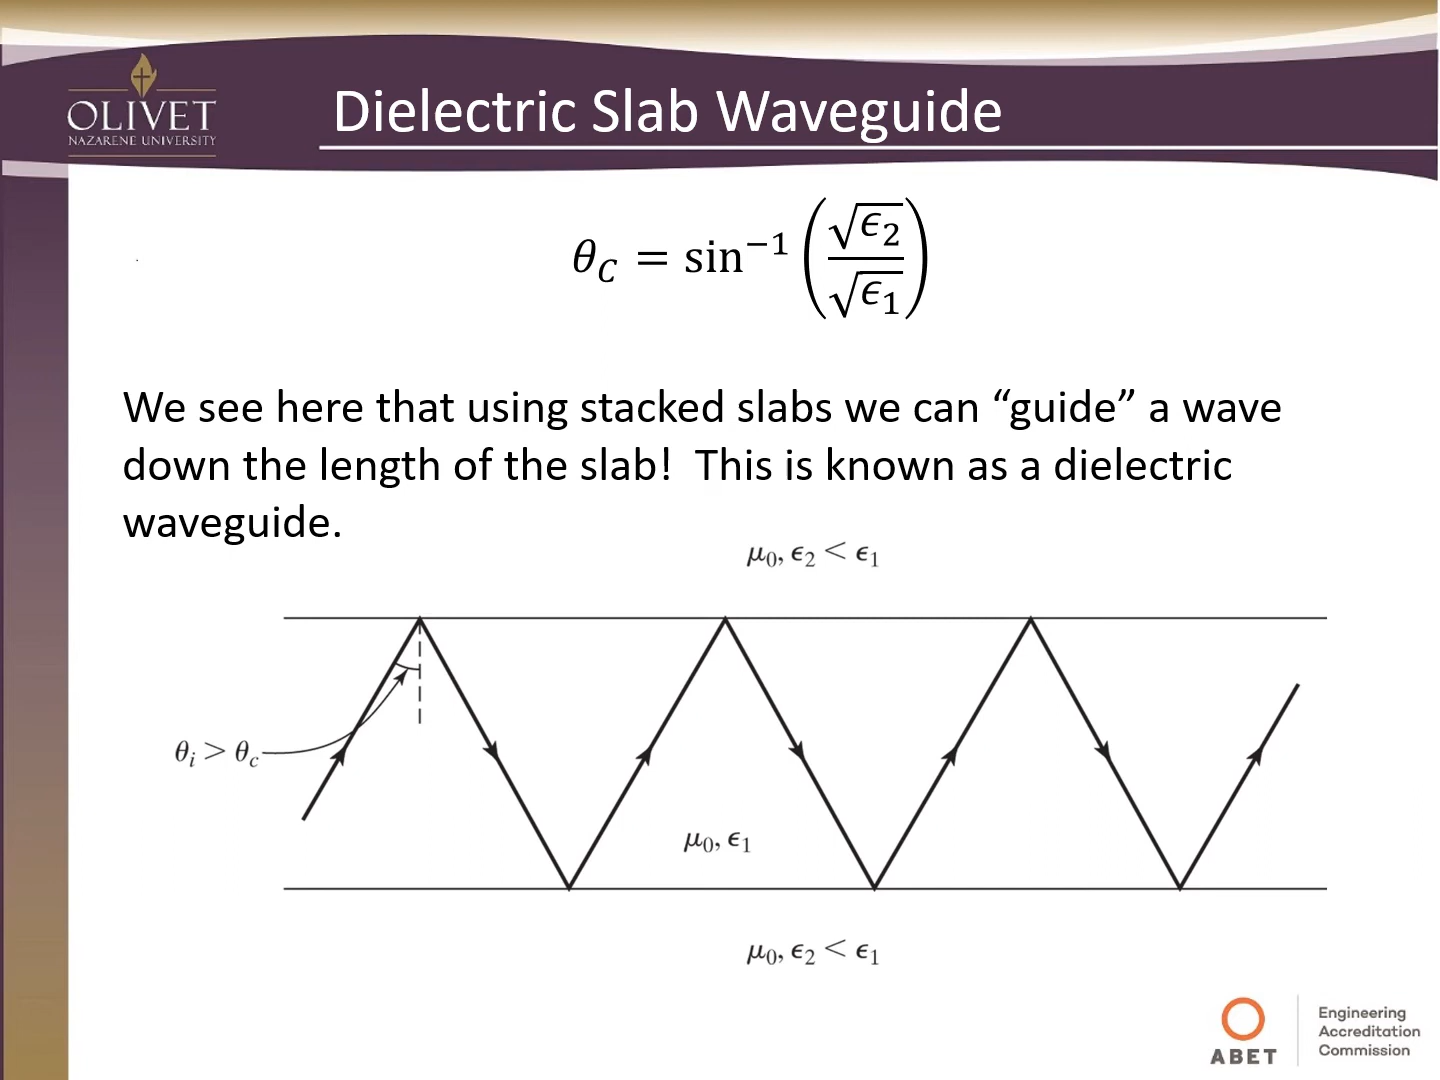 OLIVET
NAZARENE UNIVERSITY
Dielectric Slab Waveguide
θ_C = sin⁻¹(√ϵ₂/√ϵ₁)
We see here that using stacked slabs we can “guide” a wave
down the length of the slab!  This is known as a dielectric
waveguide.
μ₀, ϵ₂ < ϵ₁
θᵢ > θ_c
μ₀, ϵ₁
μ₀, ϵ₂ < ϵ₁
ABET
Engineering
Accreditation
Commission